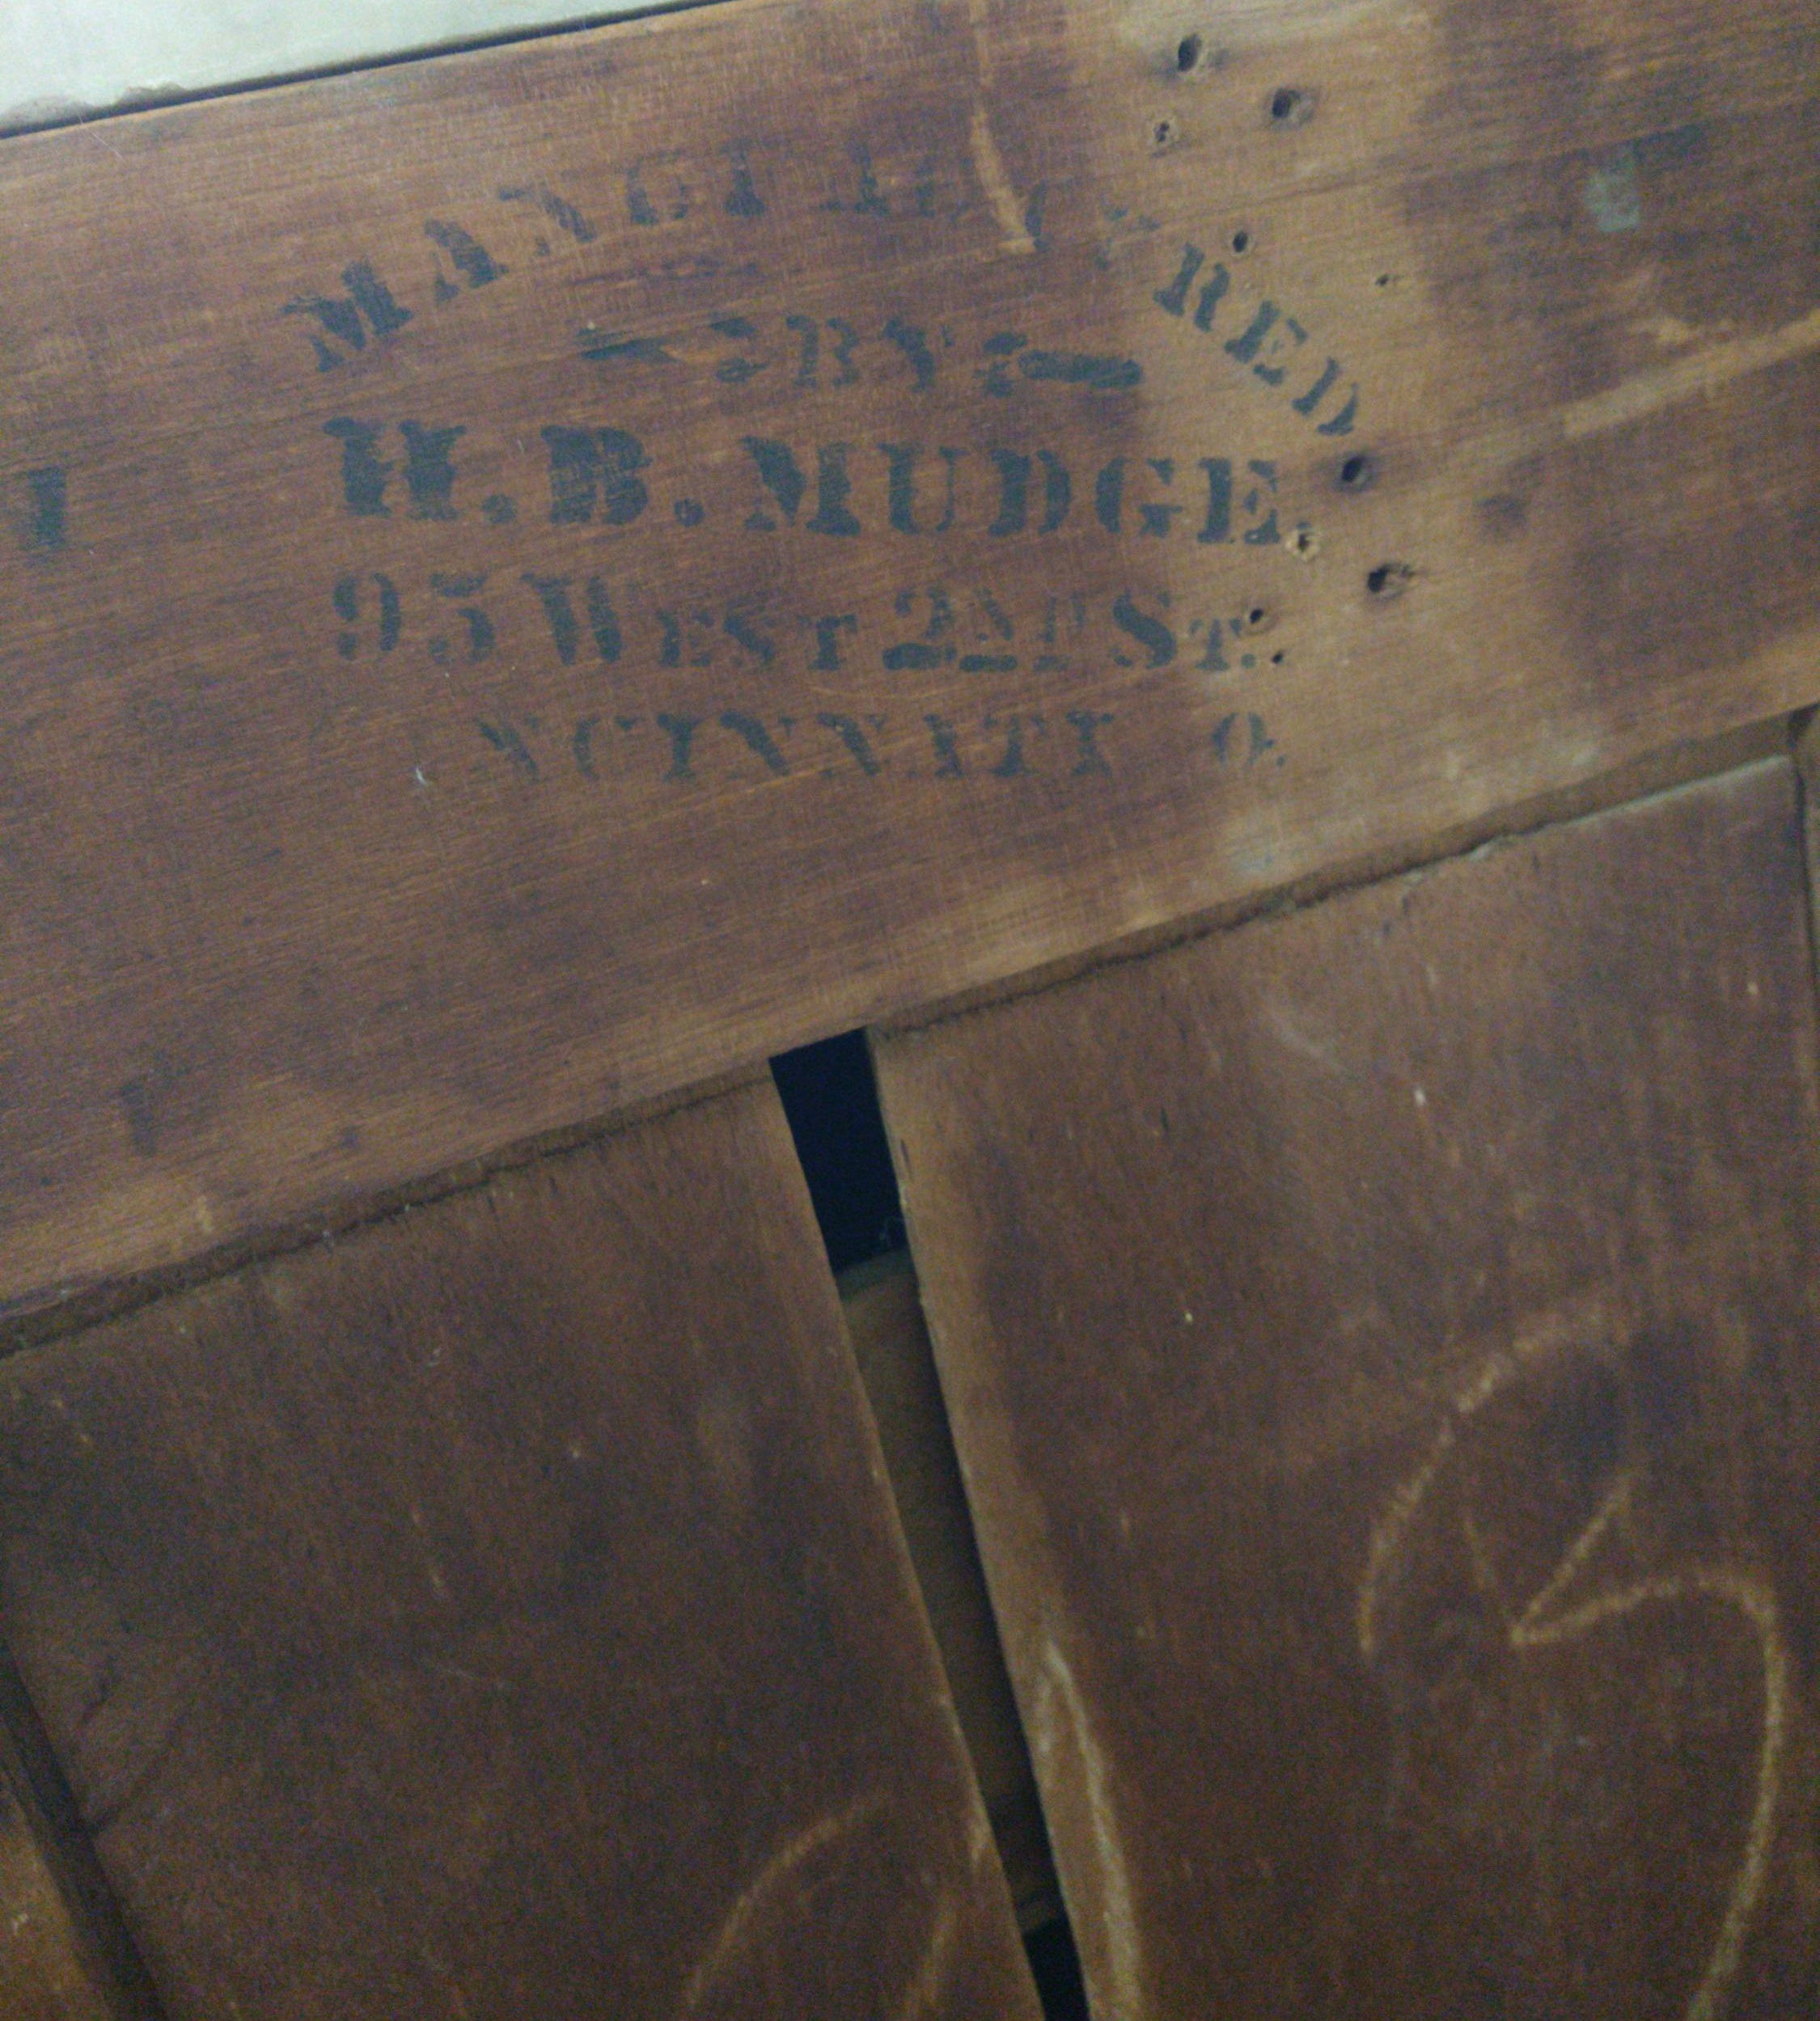 MANUFACTURED
BY
H. B. MUDGE.
95 WEST 2ND ST.
CINCINNATI O.